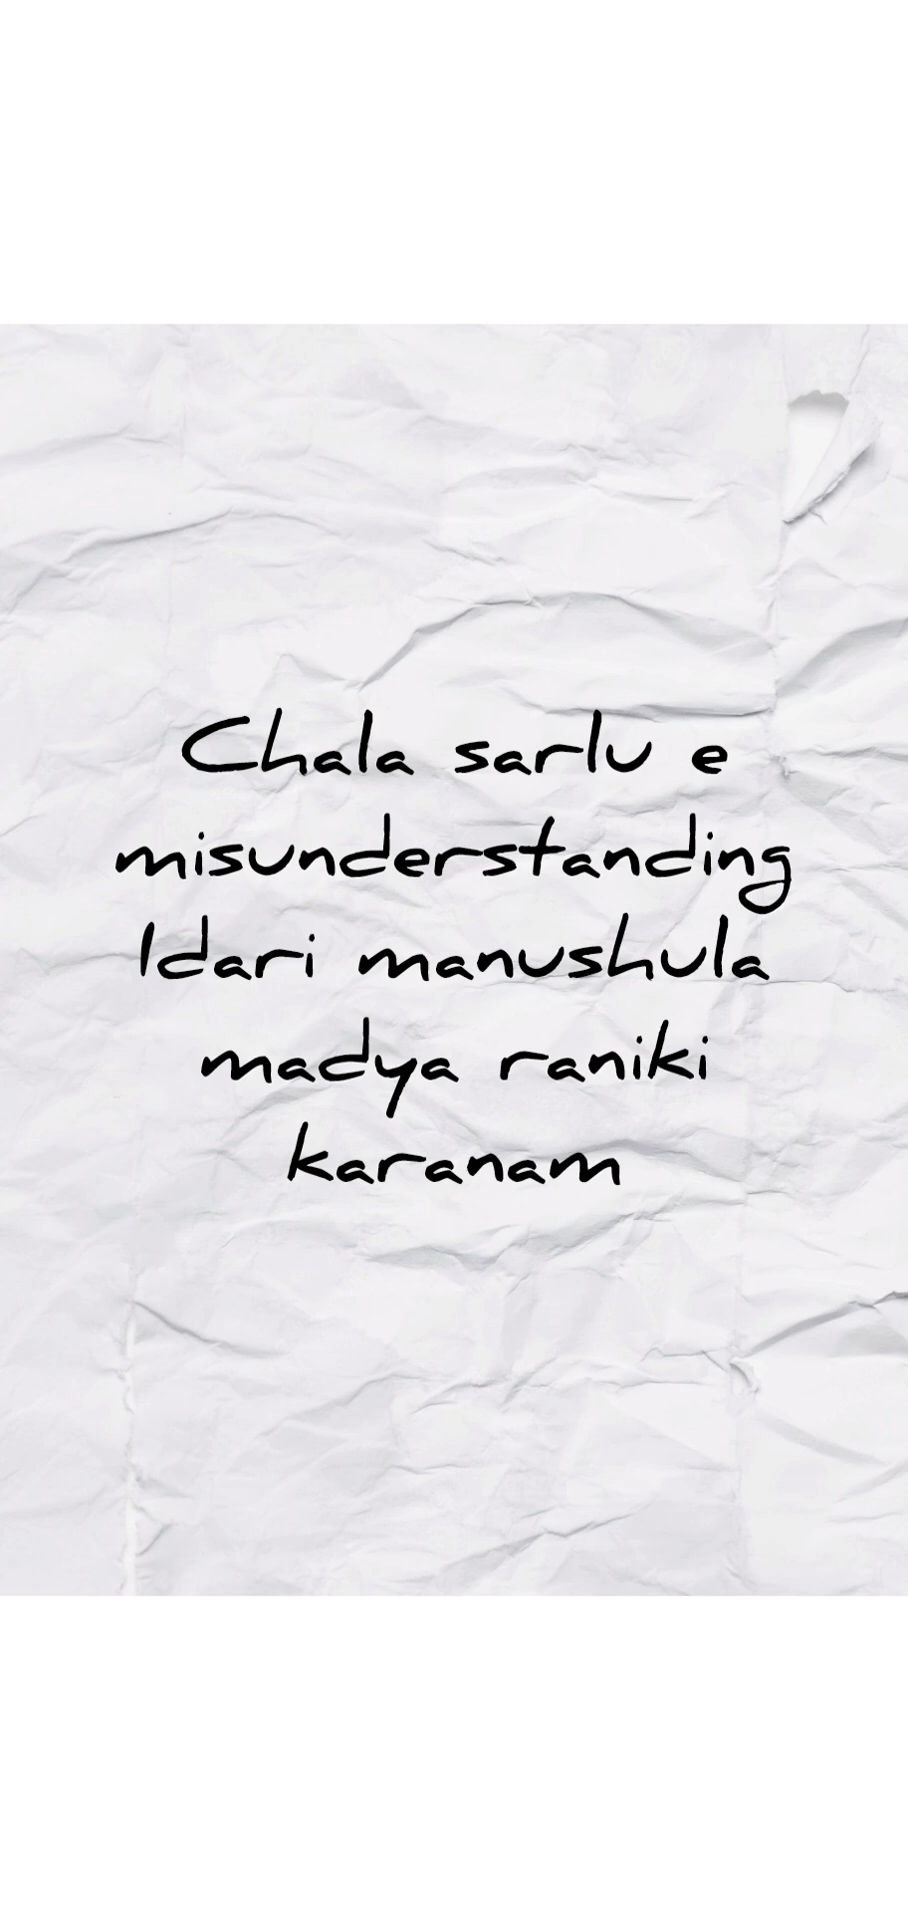 Chala sarlu e
misunderstanding
Idari manushula
madya raniki
karanam